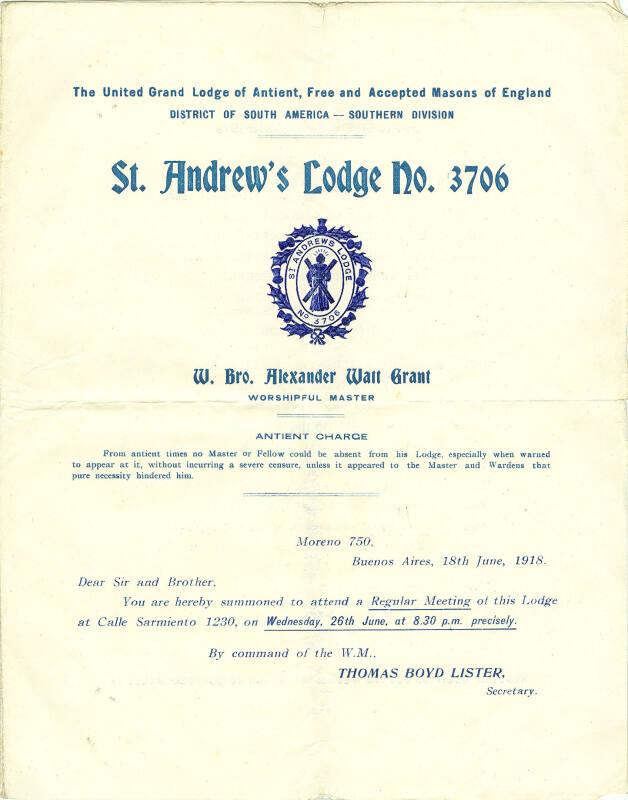 The United Grand Lodge of Antient, Free and Accepted Masons of England
DISTRICT OF SOUTH AMERICA — SOUTHERN DIVISION
St. Andrew's Lodge No. 3706
ST ANDREWS LODGE
No 3706
W. Bro. Alexander Watt Grant
WORSHIPFUL MASTER
ANTIENT CHARGE
From antient times no Master or Fellow could be absent from his Lodge, especially when warned
to appear at it, without incurring a severe censure, unless it appeared to the Master and Wardens that
pure necessity hindered him.
Moreno 750,
Buenos Aires, 18th June, 1918.
Dear Sir and Brother,
You are hereby summoned to attend a Regular Meeting of this Lodge
at Calle Sarmiento 1230, on Wednesday, 26th June, at 8.30 p.m. precisely.
By command of the W.M..
THOMAS BOYD LISTER,
Secretary.